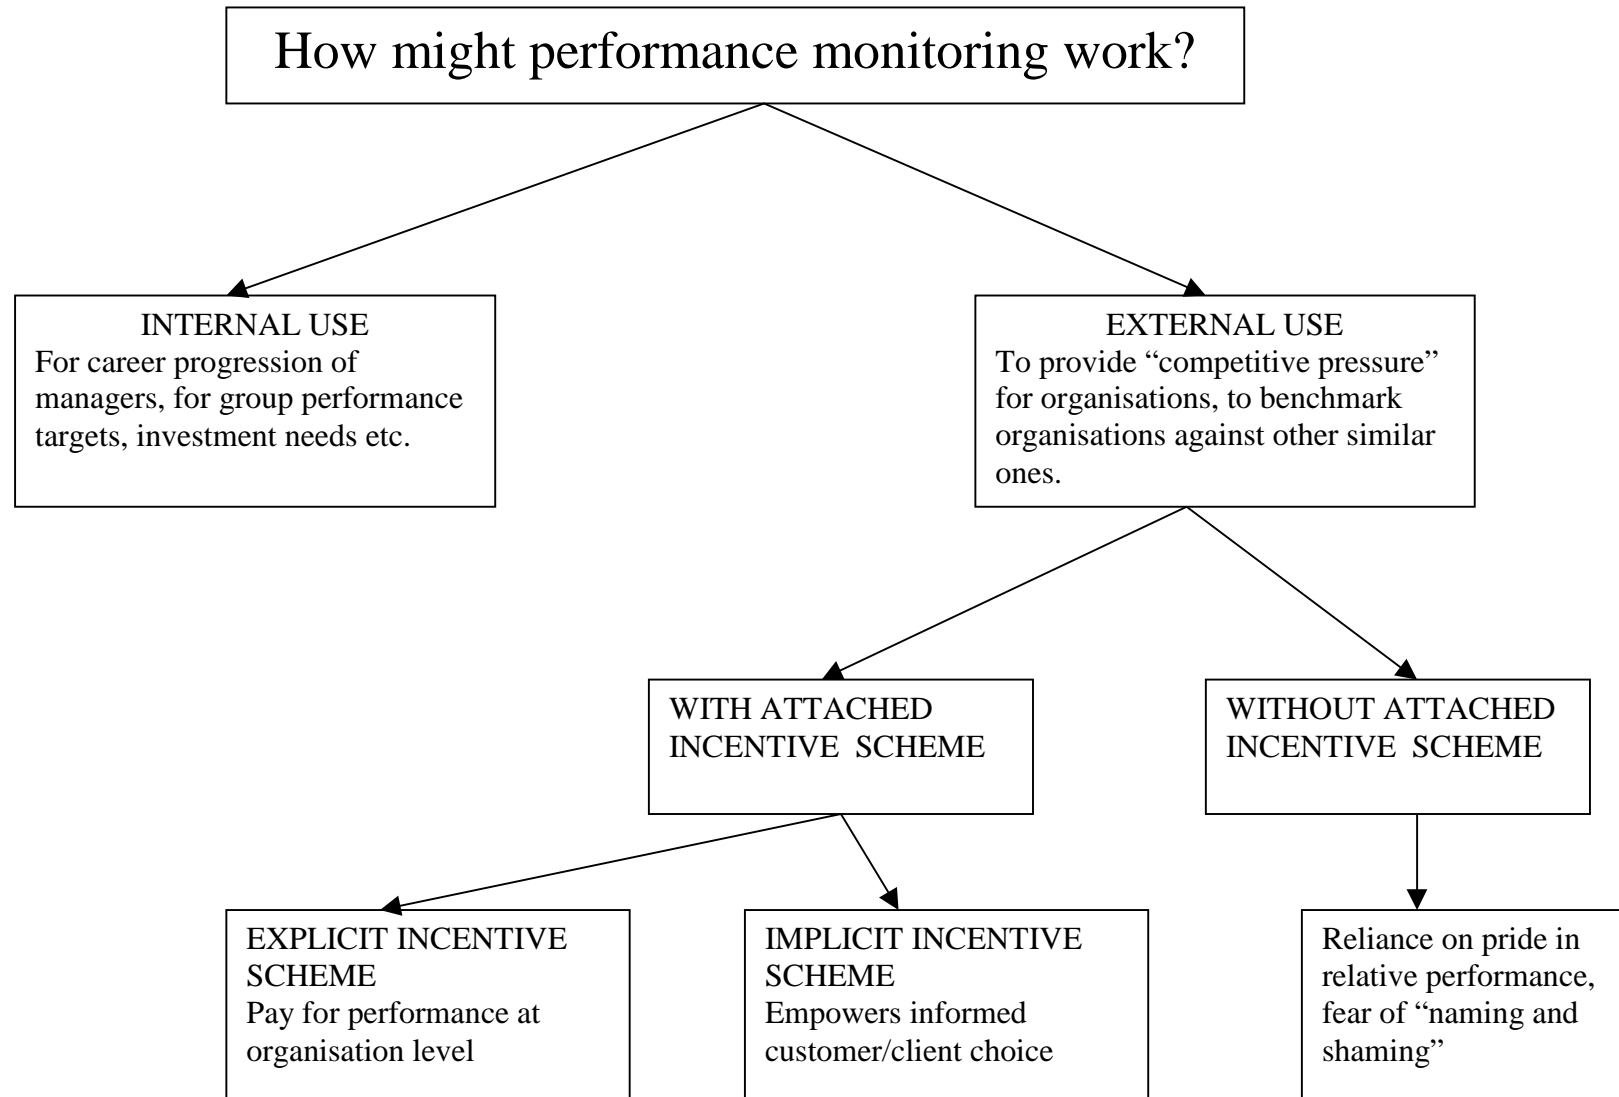 How might performance monitoring work?
INTERNAL USE
For career progression of
managers, for group performance
targets, investment needs etc.
EXTERNAL USE
To provide “competitive pressure”
for organisations, to benchmark
organisations against other similar
ones.
WITH ATTACHED
INCENTIVE  SCHEME
WITHOUT ATTACHED
INCENTIVE  SCHEME
EXPLICIT INCENTIVE
SCHEME
Pay for performance at
organisation level
IMPLICIT INCENTIVE
SCHEME
Empowers informed
customer/client choice
Reliance on pride in
relative performance,
fear of “naming and
shaming”